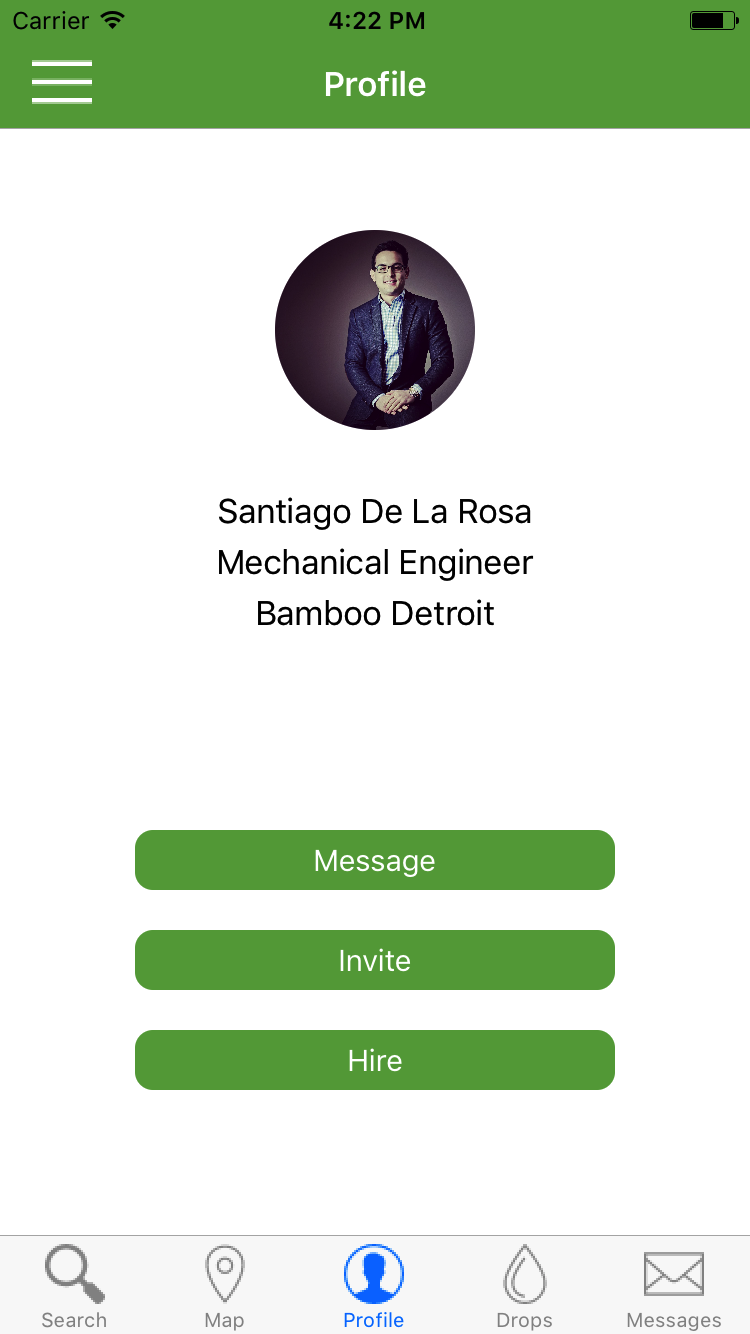 Carrier 4:22 PM
Profile
Santiago De La Rosa
Mechanical Engineer
Bamboo Detroit
Message
Invite
Hire
Search Map Profile Drops Messages